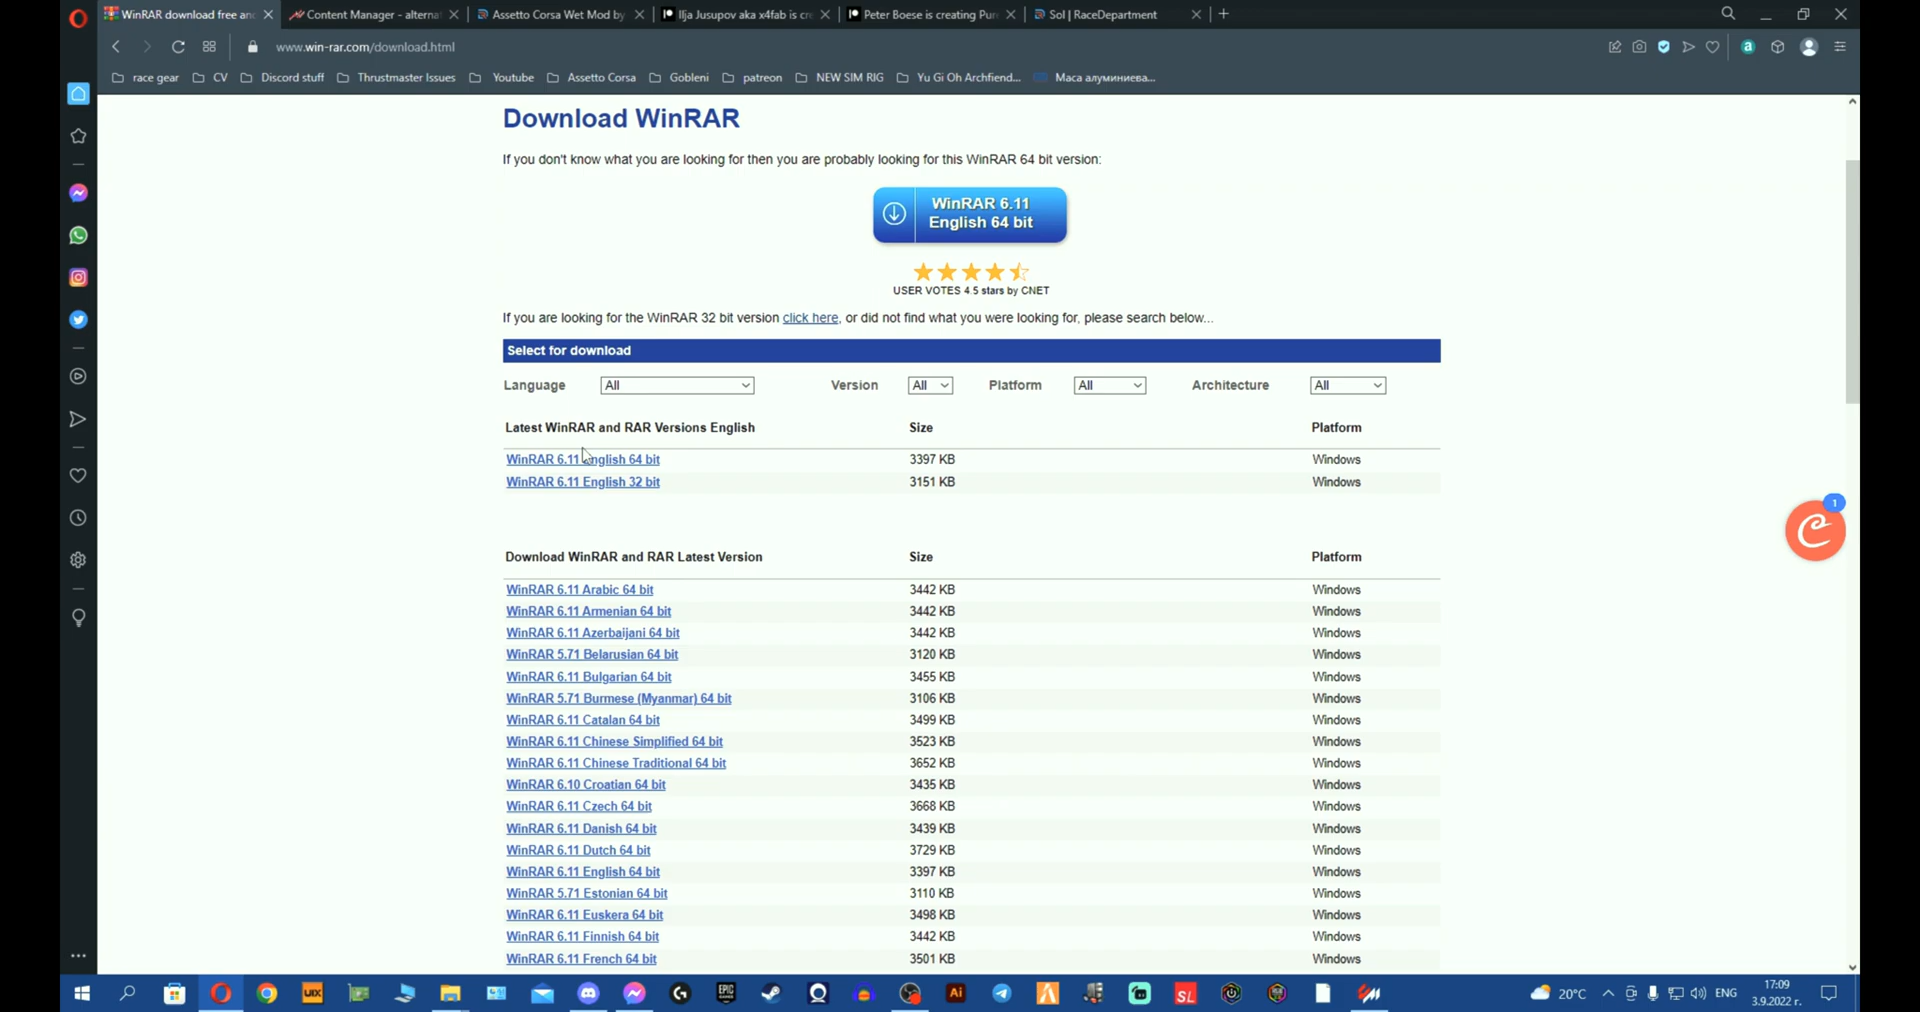 WinRAR download free and
Content Manager - alterna
Assetto Corsa Wet Mod by
Ilja Jusupov aka x4fab is cr
Peter Boese is creating Pur
Sol | RaceDepartment
www.win-rar.com/download.html
race gear
CV
Discord stuff
Thrustmaster Issues
Youtube
Assetto Corsa
Gobleni
patreon
NEW SIM RIG
Yu Gi Oh Archfiend...
Маса алуминиева...
Download WinRAR
If you don't know what you are looking for then you are probably looking for this WinRAR 64 bit version:
WinRAR 6.11
English 64 bit
USER VOTES 4.5 stars by CNET
If you are looking for the WinRAR 32 bit version click here, or did not find what you were looking for, please search below...
Select for download
Language All Version All Platform All Architecture All
Latest WinRAR and RAR Versions English Size Platform
WinRAR 6.11 English 64 bit 3397 KB Windows
WinRAR 6.11 English 32 bit 3151 KB Windows
1
Download WinRAR and RAR Latest Version Size Platform
WinRAR 6.11 Arabic 64 bit 3442 KB Windows
WinRAR 6.11 Armenian 64 bit 3442 KB Windows
WinRAR 6.11 Azerbaijani 64 bit 3442 KB Windows
WinRAR 5.71 Belarusian 64 bit 3120 KB Windows
WinRAR 6.11 Bulgarian 64 bit 3455 KB Windows
WinRAR 5.71 Burmese (Myanmar) 64 bit 3106 KB Windows
WinRAR 6.11 Catalan 64 bit 3499 KB Windows
WinRAR 6.11 Chinese Simplified 64 bit 3523 KB Windows
WinRAR 6.11 Chinese Traditional 64 bit 3652 KB Windows
WinRAR 6.10 Croatian 64 bit 3435 KB Windows
WinRAR 6.11 Czech 64 bit 3668 KB Windows
WinRAR 6.11 Danish 64 bit 3439 KB Windows
WinRAR 6.11 Dutch 64 bit 3729 KB Windows
WinRAR 6.11 English 64 bit 3397 KB Windows
WinRAR 5.71 Estonian 64 bit 3110 KB Windows
WinRAR 6.11 Euskera 64 bit 3498 KB Windows
WinRAR 6.11 Finnish 64 bit 3442 KB Windows
WinRAR 6.11 French 64 bit 3501 KB Windows
UIX
EPIC
Ai
SL
20°C
ENG
17:09
3.9.2022 г.